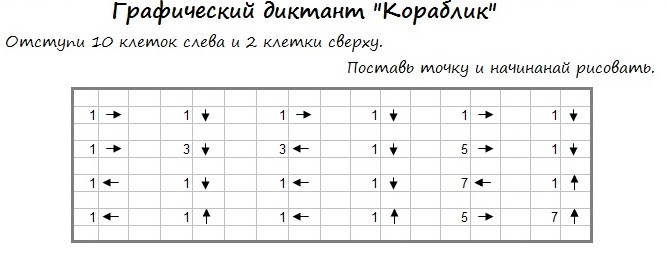 Графический диктант "Кораблик"
Отступи 10 клеток слева и 2 клетки сверху.
Поставь точку и начинанай рисовать.
1 → 1 ↓ 1 → 1 ↓ 1 → 1 ↓
1 → 3 ↓ 3 ← 1 ↓ 5 → 1 ↓
1 ← 1 ↓ 1 ← 1 ↓ 7 ← 1 ↑
1 ← 1 ↑ 1 ← 1 ↑ 5 → 7 ↑